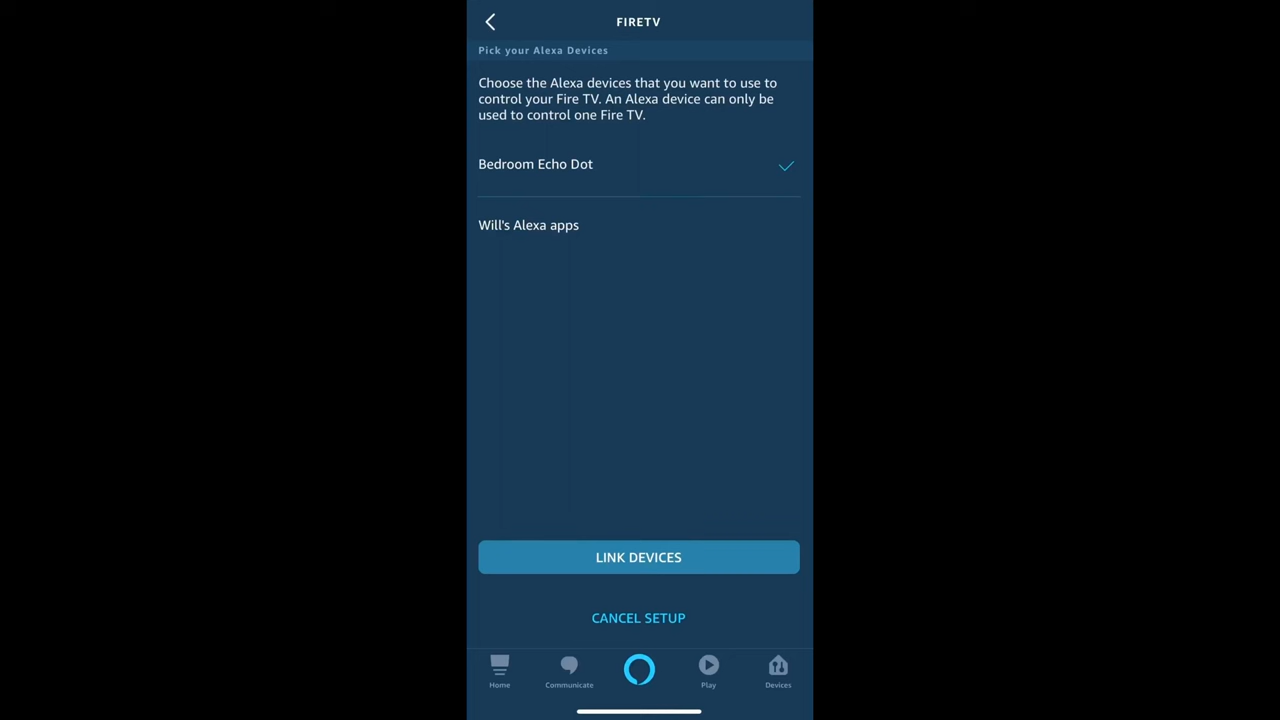 FIRETV
Pick your Alexa Devices
Choose the Alexa devices that you want to use to
control your Fire TV. An Alexa device can only be
used to control one Fire TV.
Bedroom Echo Dot
Will's Alexa apps
LINK DEVICES
CANCEL SETUP
Home Communicate Play Devices